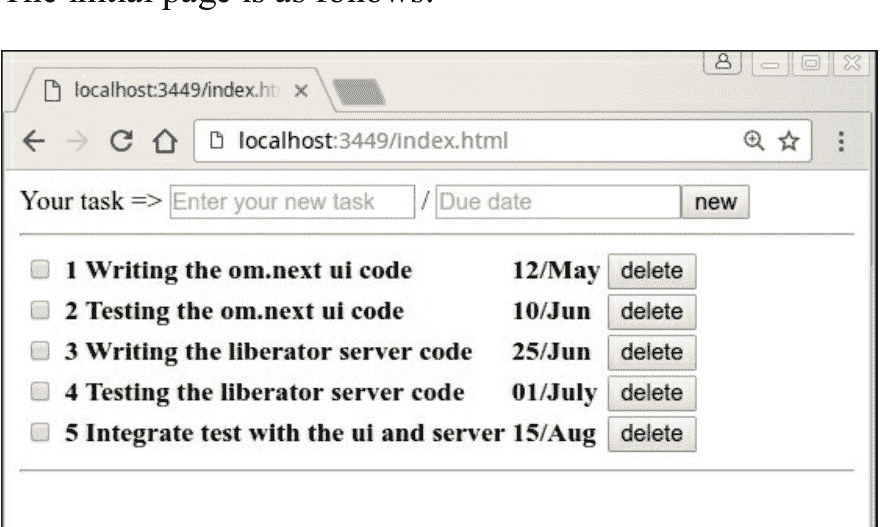 The initial page is as follows:
localhost:3449/index.ht
localhost:3449/index.html
Your task => Enter your new task / Due date new
1 Writing the om.next ui code 12/May delete
2 Testing the om.next ui code 10/Jun delete
3 Writing the liberator server code 25/Jun delete
4 Testing the liberator server code 01/July delete
5 Integrate test with the ui and server 15/Aug delete